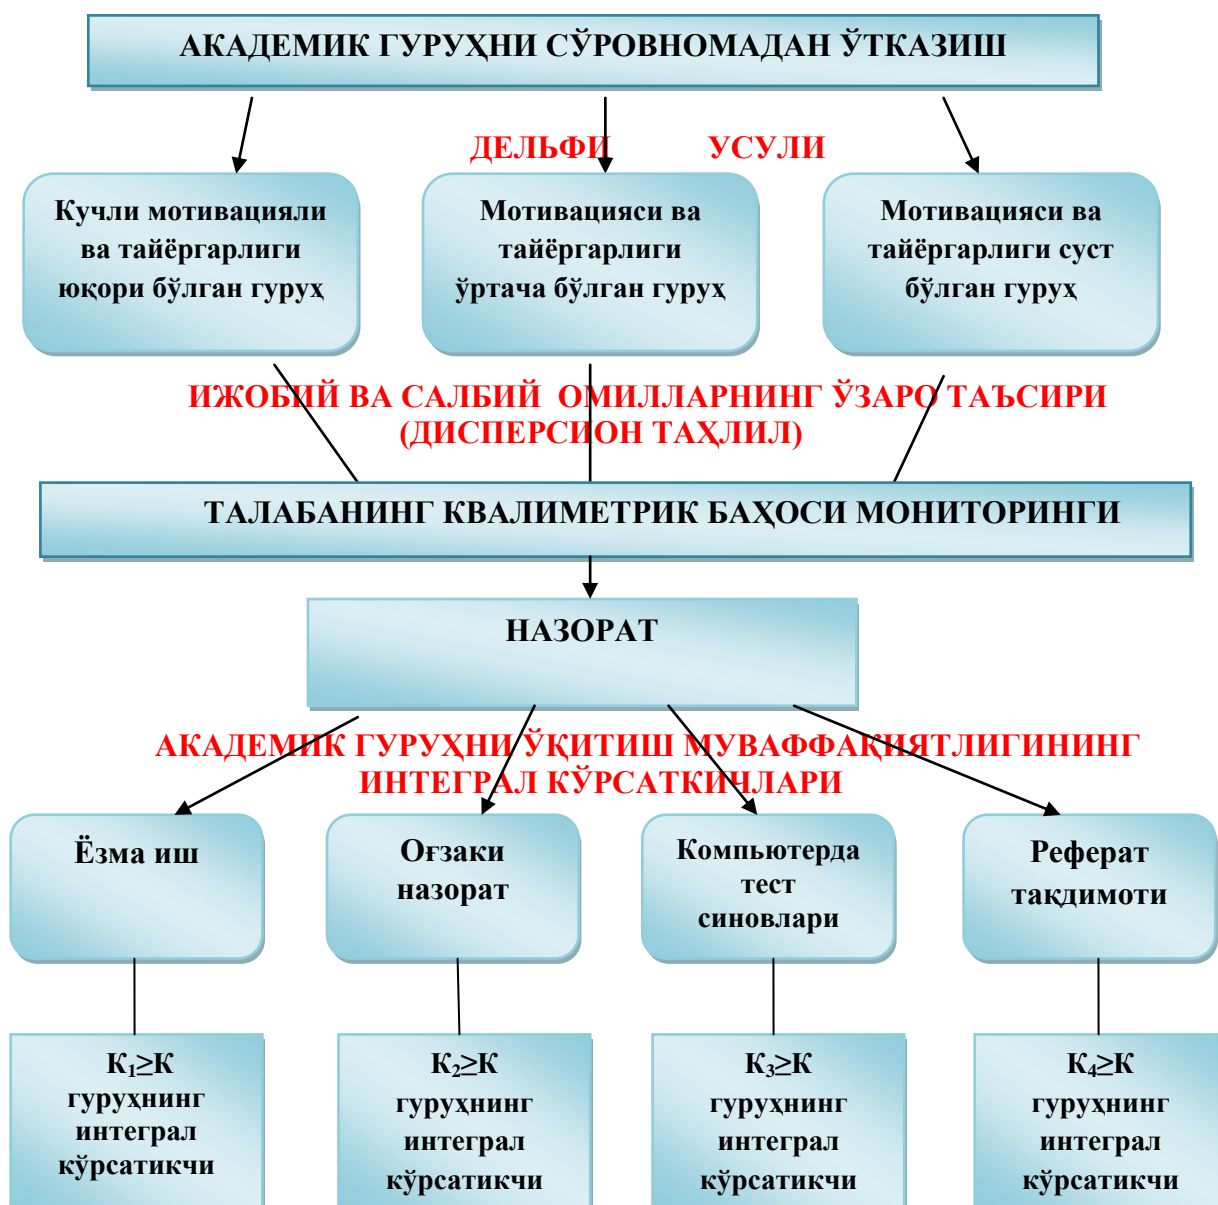 АКАДЕМИК ГУРУҲНИ СЎРОВНОМАДАН ЎТКАЗИШ
ДЕЛЬФИ УСУЛИ
Кучли мотивацияли
ва тайёргарлиги
юқори бўлган гуруҳ
Мотивацияси ва
тайёргарлиги
ўртача бўлган гуруҳ
Мотивацияси ва
тайёргарлиги суст
бўлган гуруҳ
ИЖОБИЙ ВА САЛБИЙ ОМИЛЛАРНИНГ ЎЗАРО ТАЪСИРИ
(ДИСПЕРСИОН ТАҲЛИЛ)
ТАЛАБАНИНГ КВАЛИМЕТРИК БАҲОСИ МОНИТОРИНГИ
НАЗОРАТ
АКАДЕМИК ГУРУҲНИ ЎҚИТИШ МУВАФФАҚИЯТЛИГИНИНГ
ИНТЕГРАЛ КЎРСАТКИЧЛАРИ
Ёзма иш
Оғзаки
назорат
Компьютерда
тест
синовлари
Реферат
тақдимоти
К₁≥К
гуруҳнинг
интеграл
кўрсатикчи
К₂≥К
гуруҳнинг
интеграл
кўрсатикчи
К₃≥К
гуруҳнинг
интеграл
кўрсатикчи
К₄≥К
гуруҳнинг
интеграл
кўрсатикчи